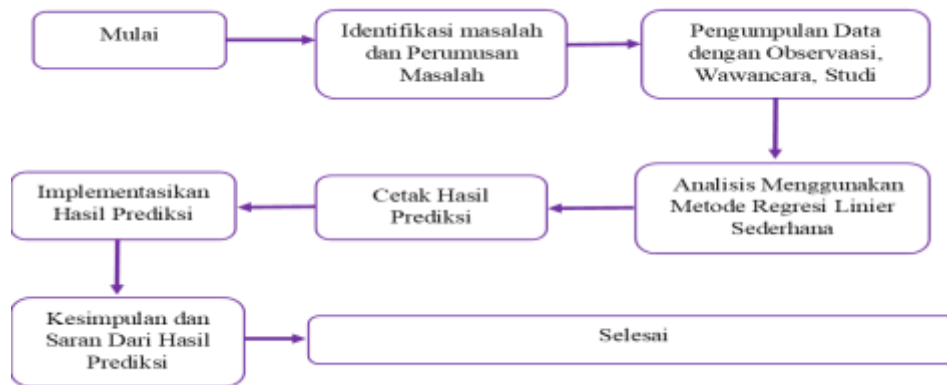 Mulai
Identifikasi masalah
dan Perumusan
Masalah
Pengumpulan Data
dengan Observaasi,
Wawancara, Studi
Analisis Menggunakan
Metode Regresi Linier
Sederhana
Cetak Hasil
Prediksi
Implementasikan
Hasil Prediksi
Kesimpulan dan
Saran Dari Hasil
Prediksi
Selesai